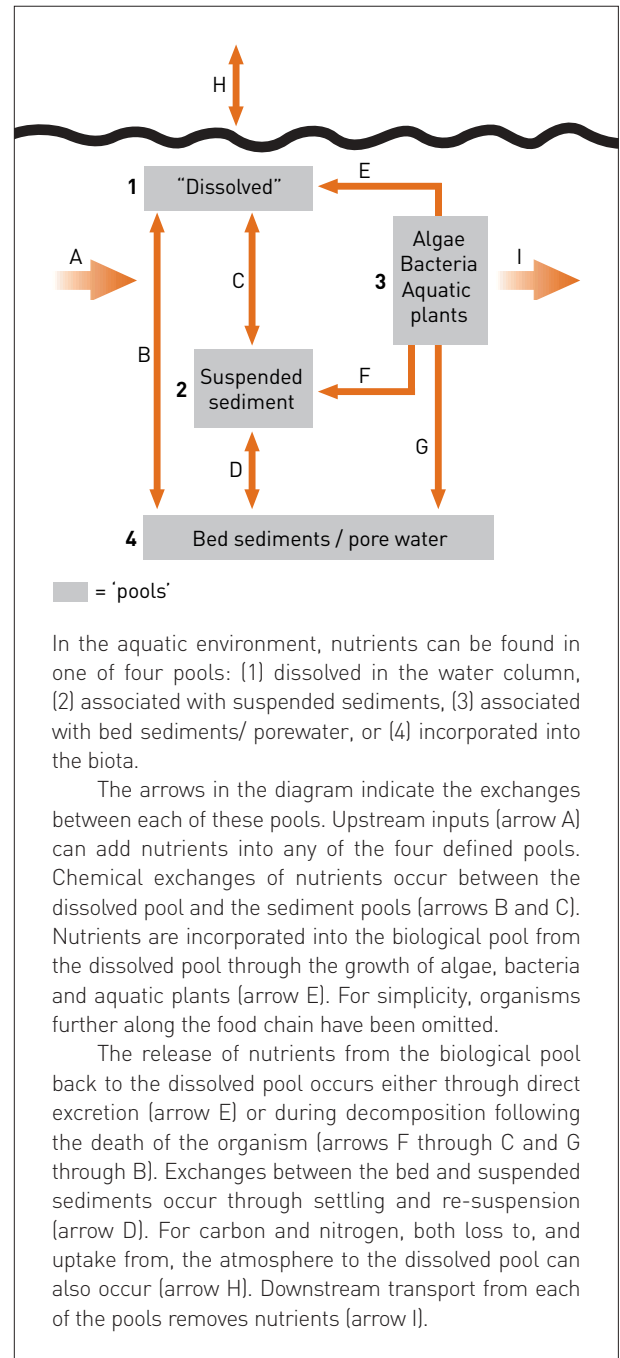 H
1 "Dissolved"
E
A
Algae
Bacteria
Aquatic
plants
3
I
C
B
2 Suspended
sediment
F
G
D
4 Bed sediments / pore water
= ‘pools’
In the aquatic environment, nutrients can be found in
one of four pools: (1) dissolved in the water column,
(2) associated with suspended sediments, (3) associated
with bed sediments/ porewater, or (4) incorporated into
the biota.
The arrows in the diagram indicate the exchanges
between each of these pools. Upstream inputs (arrow A)
can add nutrients into any of the four defined pools.
Chemical exchanges of nutrients occur between the
dissolved pool and the sediment pools (arrows B and C).
Nutrients are incorporated into the biological pool from
the dissolved pool through the growth of algae, bacteria
and aquatic plants (arrow E). For simplicity, organisms
further along the food chain have been omitted.
The release of nutrients from the biological pool
back to the dissolved pool occurs either through direct
excretion (arrow E) or during decomposition following
the death of the organism (arrows F through C and G
through B). Exchanges between the bed and suspended
sediments occur through settling and re-suspension
(arrow D). For carbon and nitrogen, both loss to, and
uptake from, the atmosphere to the dissolved pool can
also occur (arrow H). Downstream transport from each
of the pools removes nutrients (arrow I).